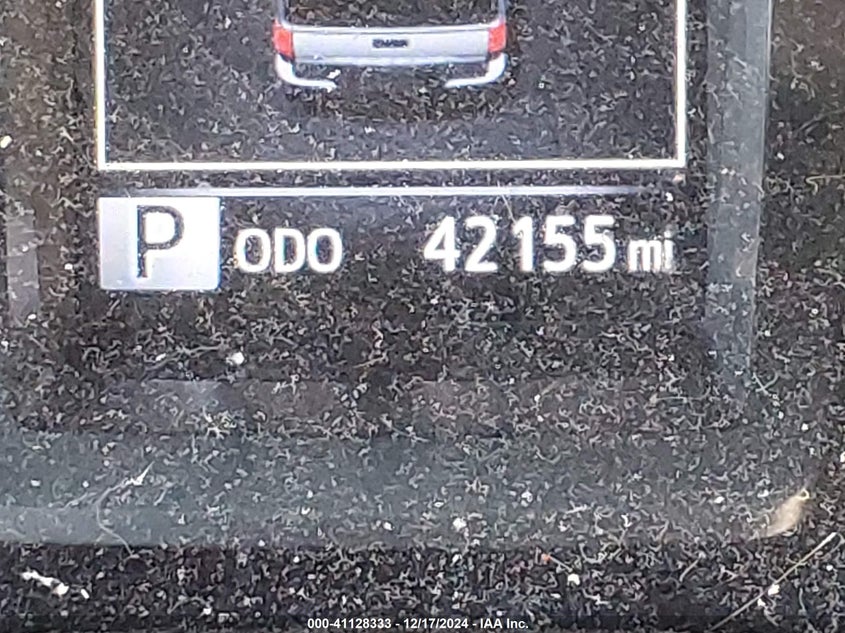 P ODO 42155 mi
000-41128333 - 12/17/2024 - IAA Inc.